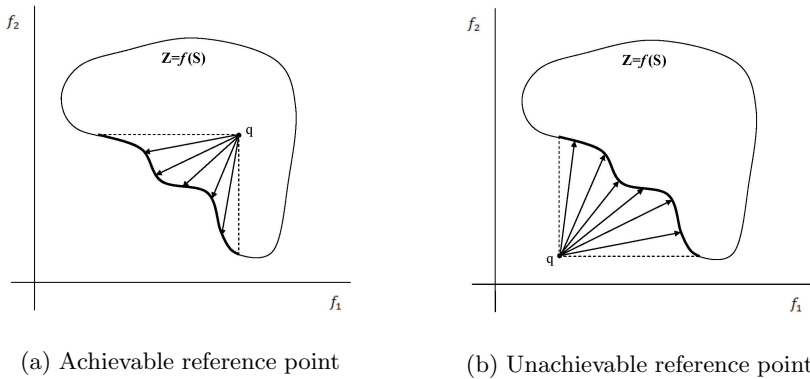 f₂
Z=f(S)
q
f₁
(a) Achievable reference point
f₂
Z=f(S)
q
f₁
(b) Unachievable reference point